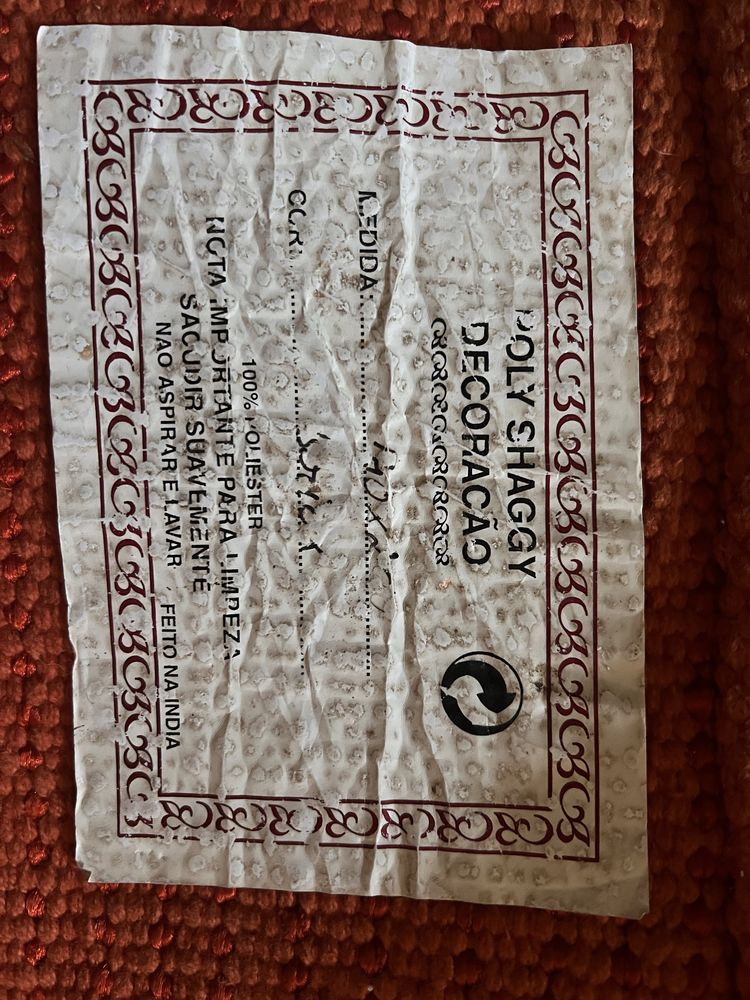 POLY SHAGGY
DECORAÇÃO
MEDIDA:
COR:
100% POLIESTER
NOTA IMPORTANTE PARA LIMPEZA
SACUDIR SUAVEMENTE
NAO ASPIRAR E LAVAR FEITO NA INDIA